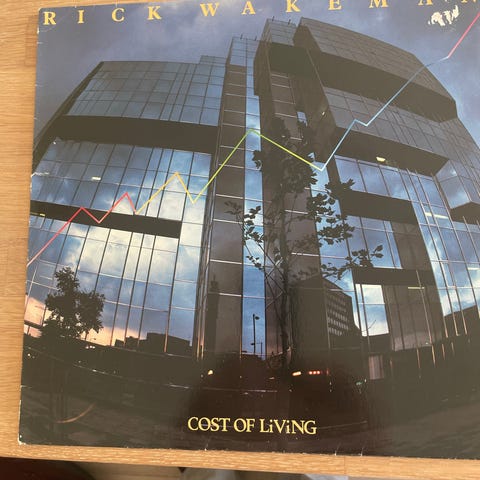 RICK WAKEMAN
COST OF LiViNG